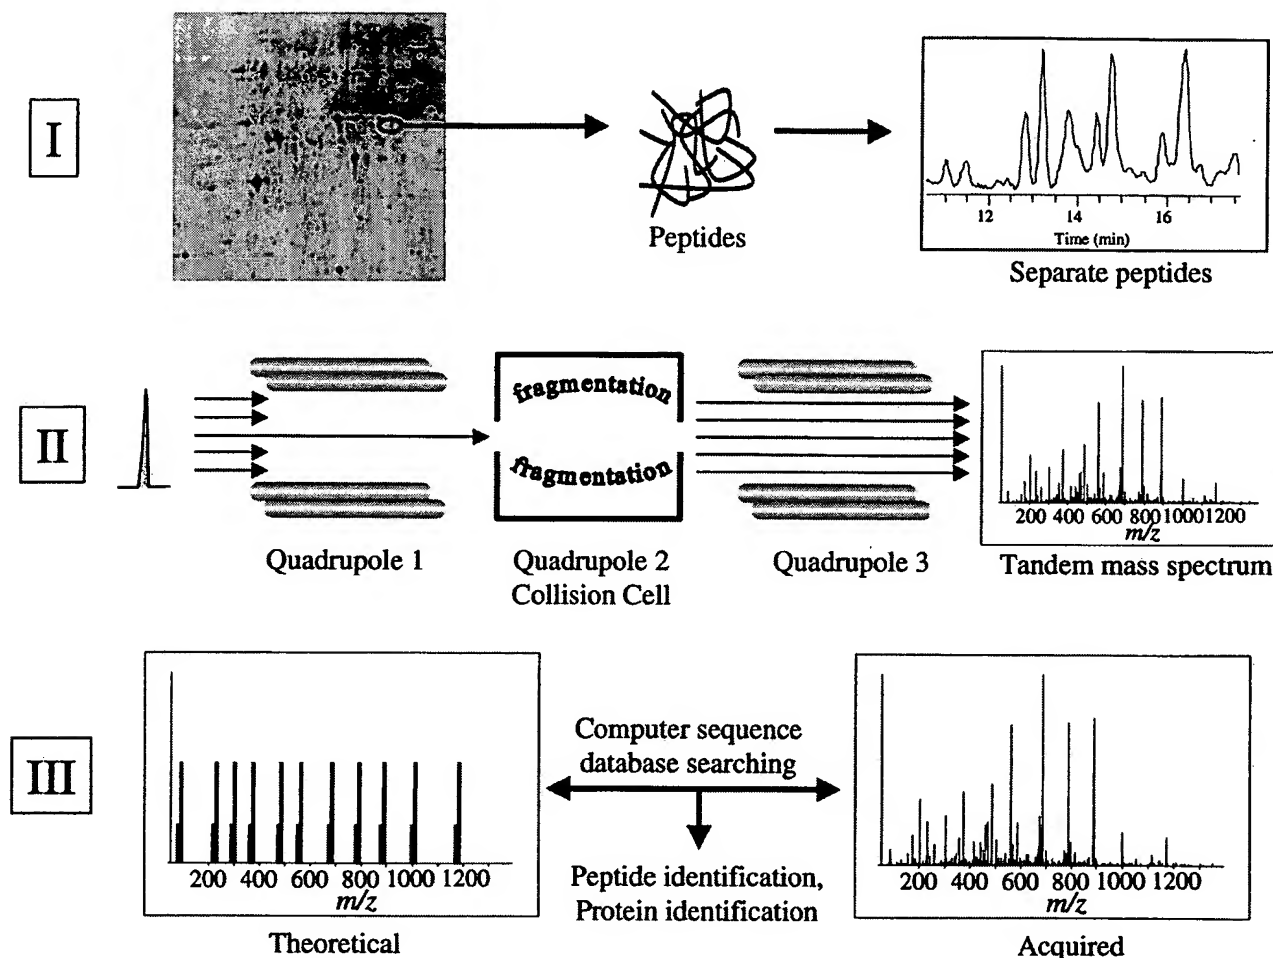 I
Peptides
12 14 16
Time (min)
Separate peptides
II
fragmentation
fragmentation
Quadrupole 1
Quadrupole 2
Collision Cell
Quadrupole 3
200 400 600 800 1000 1200
m/z
Tandem mass spectrum
III
200 400 600 800 1000 1200
m/z
Theoretical
Computer sequence
database searching
Peptide identification,
Protein identification
200 400 600 800 1000 1200
m/z
Acquired